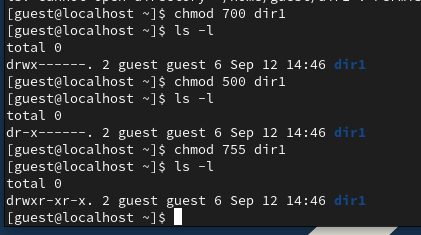 [guest@localhost ~]$ chmod 700 dir1
[guest@localhost ~]$ ls -l
total 0
drwx------. 2 guest guest 6 Sep 12 14:46 dir1
[guest@localhost ~]$ chmod 500 dir1
[guest@localhost ~]$ ls -l
total 0
dr-x------. 2 guest guest 6 Sep 12 14:46 dir1
[guest@localhost ~]$ chmod 755 dir1
[guest@localhost ~]$ ls -l
total 0
drwxr-xr-x. 2 guest guest 6 Sep 12 14:46 dir1
[guest@localhost ~]$